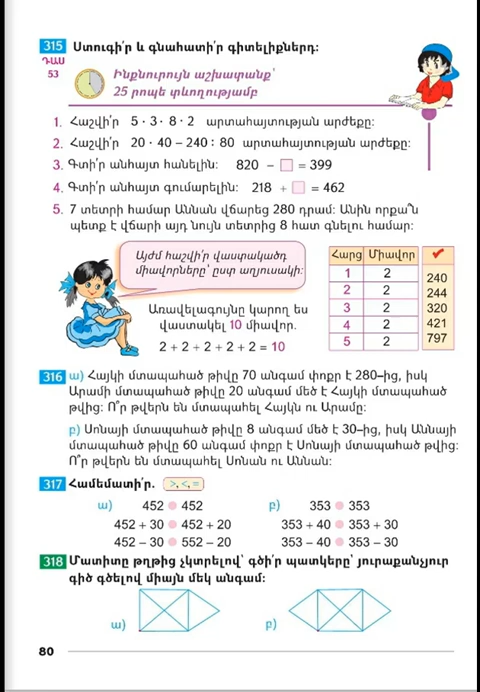 315 Ստուգի՛ր և գնահատի՛ր գիտելիքներդ:
ԴԱՍ
53
Ինքնուրույն աշխատանք՝
25 րոպե տևողությամբ
1. Հաշվի՛ր 5 · 3 · 8 · 2 արտահայտության արժեքը:
2. Հաշվի՛ր 20 · 40 – 240 : 80 արտահայտության արժեքը:
3. Գտի՛ր անհայտ հանելին: 820 – □ = 399
4. Գտի՛ր անհայտ գումարելին: 218 + □ = 462
5. 7 տետրի համար Աննան վճարեց 280 դրամ: Անին որքա՞ն
պետք է վճարի այդ նույն տետրից 8 հատ գնելու համար:
Այժմ հաշվի՛ր վաստակածդ
միավորները՝ ըստ աղյուսակի:
Առավելագույնը կարող ես
վաստակել 10 միավոր.
2 + 2 + 2 + 2 + 2 = 10
Հարց Միավոր ✓
1 2
2 2
3 2
4 2
5 2
240
244
320
421
797
316 ա) Հայկի մտապահած թիվը 70 անգամ փոքր է 280–ից, իսկ
Արամի մտապահած թիվը 20 անգամ մեծ է Հայկի մտապահած
թվից: Ո՞ր թվերն են մտապահել Հայկն ու Արամը:
բ) Սոնայի մտապահած թիվը 8 անգամ մեծ է 30–ից, իսկ Աննայի
մտապահած թիվը 60 անգամ փոքր է Սոնայի մտապահած թվից:
Ո՞ր թվերն են մտապահել Սոնան ու Աննան:
317 Համեմատի՛ր. >, <, =
ա) 452 ● 452 բ) 353 ● 353
452 + 30 ● 452 + 20 353 + 40 ● 353 + 30
452 – 30 ● 552 – 20 353 – 40 ● 353 – 30
318 Մատիտը թղթից չկտրելով՝ գծի՛ր պատկերը՝ յուրաքանչյուր
գիծ գծելով միայն մեկ անգամ:
ա) բ)
80